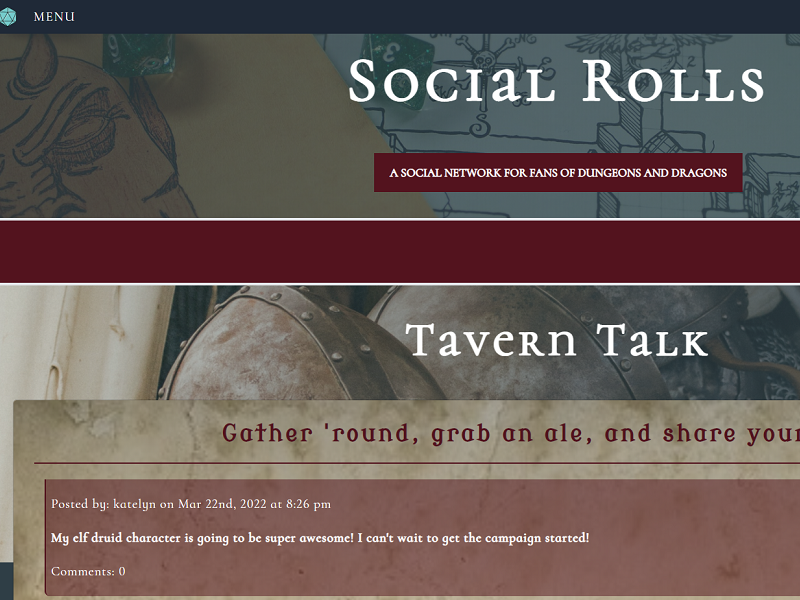 MENU
Social Rolls
A SOCIAL NETWORK FOR FANS OF DUNGEONS AND DRAGONS
Tavern Talk
Gather 'round, grab an ale, and share your
Posted by: katelyn on Mar 22nd, 2022 at 8:26 pm
My elf druid character is going to be super awesome! I can't wait to get the campaign started!
Comments: 0